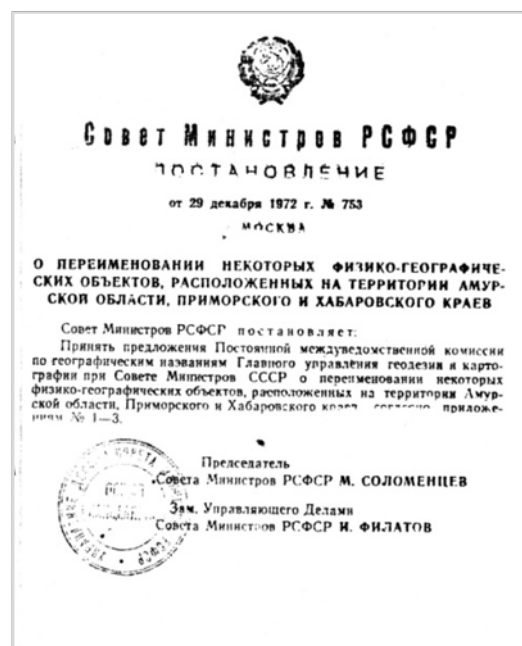 Совет Министров РСФСР
ПОСТАНОВЛЕНИЕ
от 29 декабря 1972 г. № 753
МОСКВА
О ПЕРЕИМЕНОВАНИИ НЕКОТОРЫХ ФИЗИКО-ГЕОГРАФИЧЕ-
СКИХ ОБЪЕКТОВ, РАСПОЛОЖЕННЫХ НА ТЕРРИТОРИИ АМУР-
СКОЙ ОБЛАСТИ, ПРИМОРСКОГО И ХАБАРОВСКОГО КРАЕВ
Совет Министров РСФСР постановляет:
Принять предложения Постоянной междуведомственной комиссии
по географическим названиям Главного управления геодезии и карто-
графии при Совете Министров СССР о переименовании некоторых
физико-географических объектов, расположенных на территории Амур-
ской области, Приморского и Хабаровского краев, согласно приложе-
ниям № 1—3.
Председатель
Совета Министров РСФСР М. СОЛОМЕНЦЕВ
Зам. Управляющего Делами
Совета Министров РСФСР И. ФИЛАТОВ